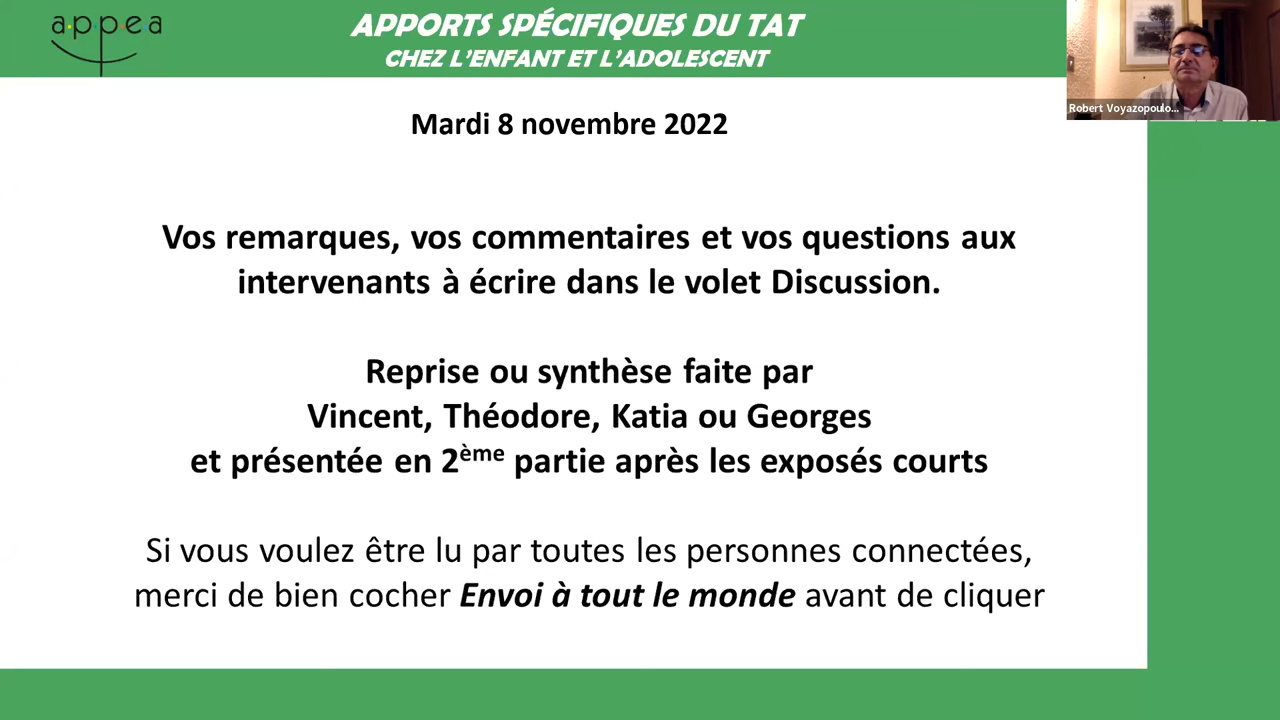 appea
APPORTS SPÉCIFIQUES DU TAT
CHEZ L'ENFANT ET L'ADOLESCENT
Robert Voyazopoulo...
Mardi 8 novembre 2022
Vos remarques, vos commentaires et vos questions aux
intervenants à écrire dans le volet Discussion.
Reprise ou synthèse faite par
Vincent, Théodore, Katia ou Georges
et présentée en 2ème partie après les exposés courts
Si vous voulez être lu par toutes les personnes connectées,
merci de bien cocher Envoi à tout le monde avant de cliquer